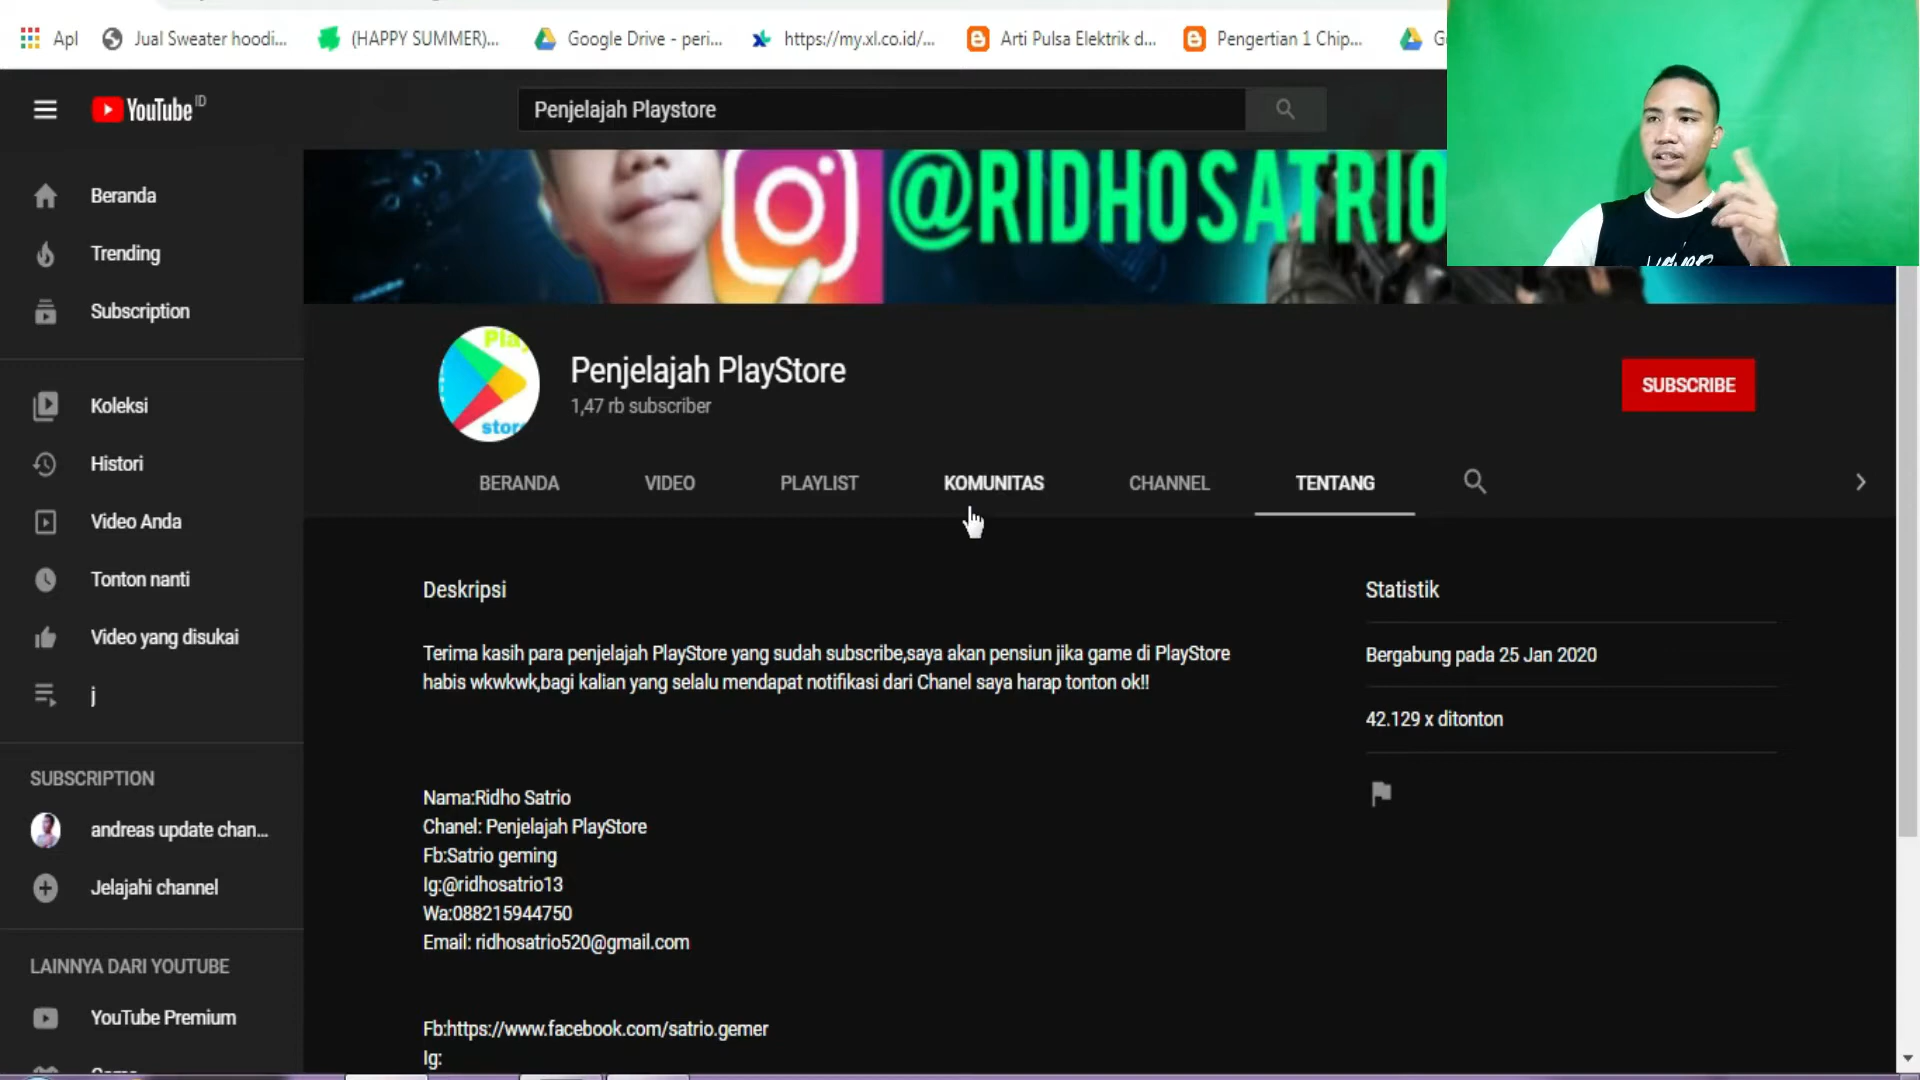 Apl
Jual Sweater hoodi...
(HAPPY SUMMER)...
Google Drive - peri...
https://my.xl.co.id/...
Arti Pulsa Elektrik d...
Pengertian 1 Chip...
G
YouTube ID
Penjelajah Playstore
@RIDHOSATRIO
Beranda
Trending
Subscription
Koleksi
Histori
Video Anda
Tonton nanti
Video yang disukai
j
SUBSCRIPTION
andreas update chan...
Jelajahi channel
LAINNYA DARI YOUTUBE
YouTube Premium
Play
store
Penjelajah PlayStore
1,47 rb subscriber
SUBSCRIBE
BERANDA VIDEO PLAYLIST KOMUNITAS CHANNEL TENTANG
Deskripsi
Terima kasih para penjelajah PlayStore yang sudah subscribe,saya akan pensiun jika game di PlayStore
habis wkwkwk,bagi kalian yang selalu mendapat notifikasi dari Chanel saya harap tonton ok!!
Nama:Ridho Satrio
Chanel: Penjelajah PlayStore
Fb:Satrio geming
Ig:@ridhosatrio13
Wa:088215944750
Email: ridhosatrio520@gmail.com
Fb:https://www.facebook.com/satrio.gemer
Ig:
Statistik
Bergabung pada 25 Jan 2020
42.129 x ditonton